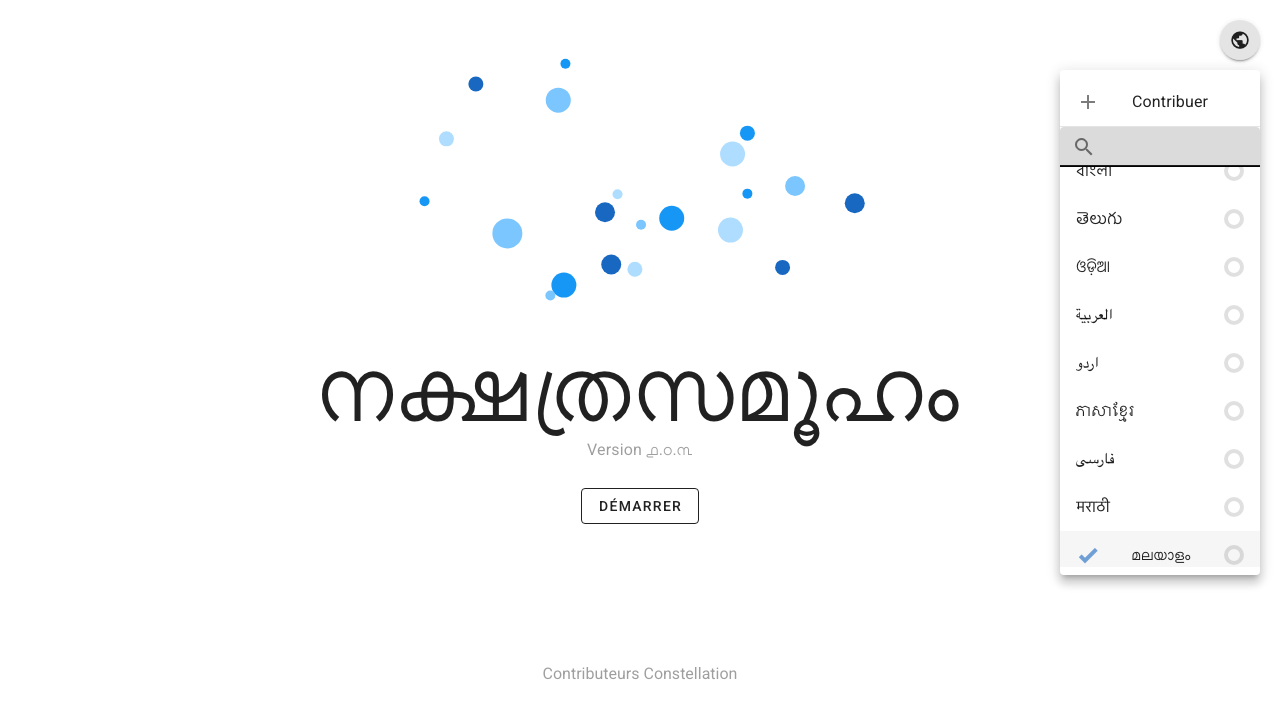 Contribuer
বাংলা
తెలుగు
ଓଡ଼ିଆ
العربية
اردو
ភាសាខ្មែរ
فارسی
मराठी
മലയാളം
നക്ഷത്രസമൂഹം
Version ൧.൦.൩
DÉMARRER
Contributeurs Constellation